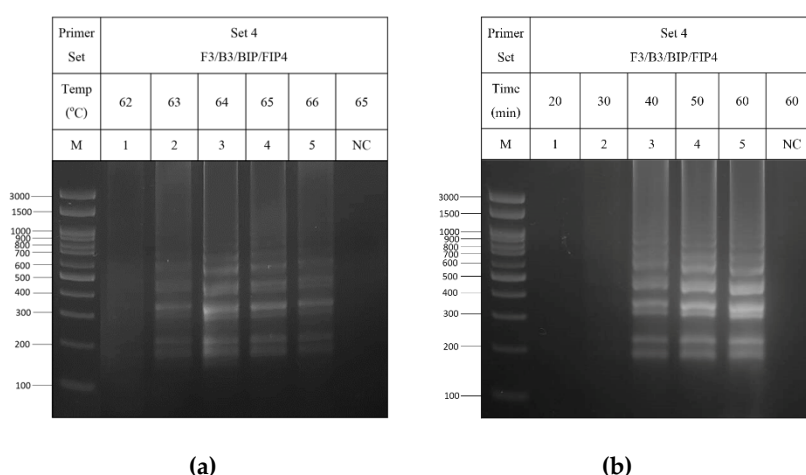 Primer Set
Set 4
F3/B3/BIP/FIP4
Temp (°C)
62 63 64 65 66 65
M 1 2 3 4 5 NC
3000
1500
1000
900
800
700
600
500
400
300
200
100
(a)
Primer Set
Set 4
F3/B3/BIP/FIP4
Time (min)
20 30 40 50 60 60
M 1 2 3 4 5 NC
3000
1500
1000
900
800
700
600
500
400
300
200
100
(b)